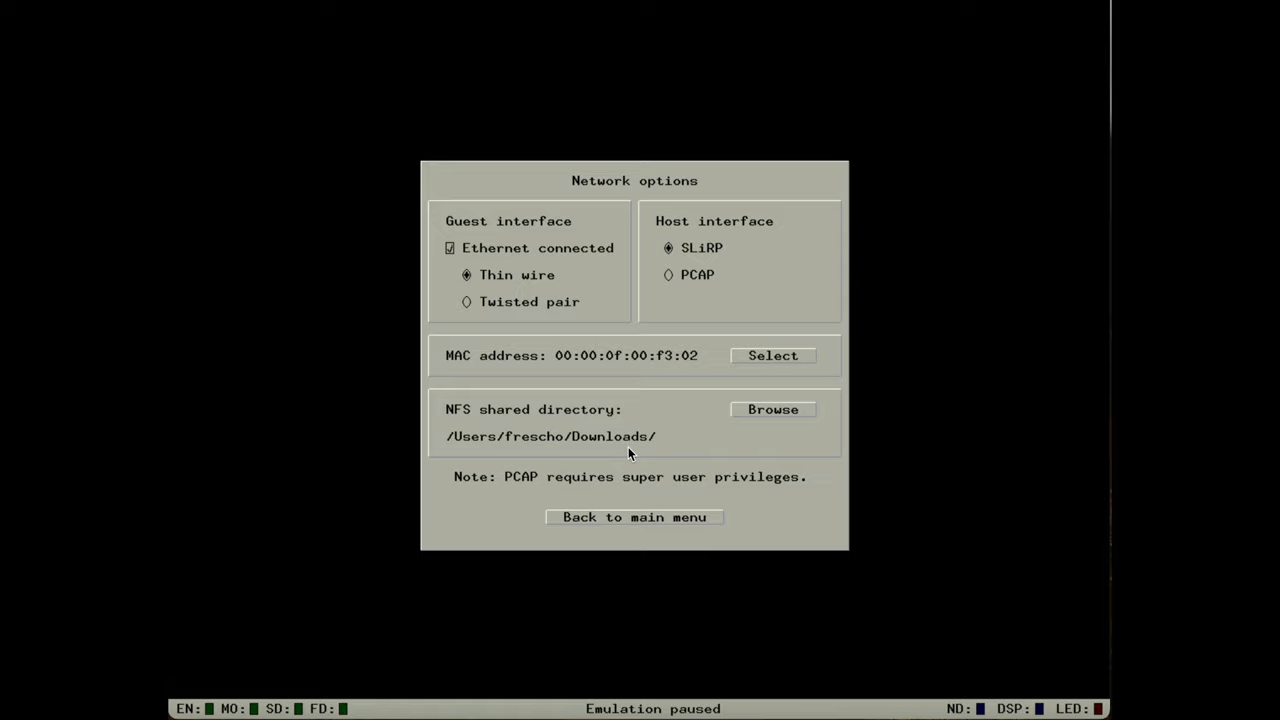 Network options
Guest interface
Ethernet connected
Thin wire
Twisted pair
Host interface
SLiRP
PCAP
MAC address: 00:00:0f:00:f3:02 Select
NFS shared directory: Browse
/Users/frescho/Downloads/
Note: PCAP requires super user privileges.
Back to main menu
EN: MO: SD: FD: Emulation paused ND: DSP: LED: